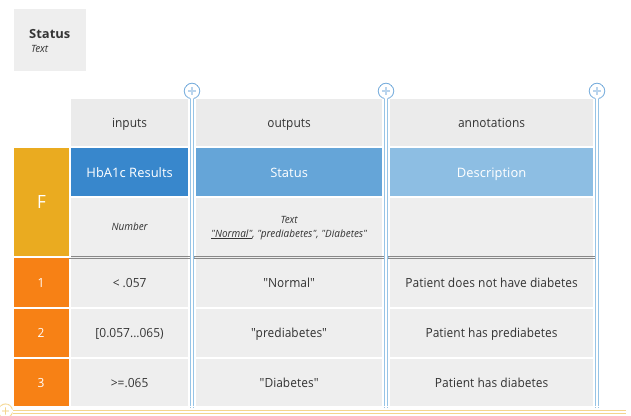 Status
Text
inputs outputs annotations
F HbA1c Results Status Description
Number Text
"Normal", "prediabetes", "Diabetes"
1 < .057 "Normal" Patient does not have diabetes
2 [0.057...065) "prediabetes" Patient has prediabetes
3 >=.065 "Diabetes" Patient has diabetes